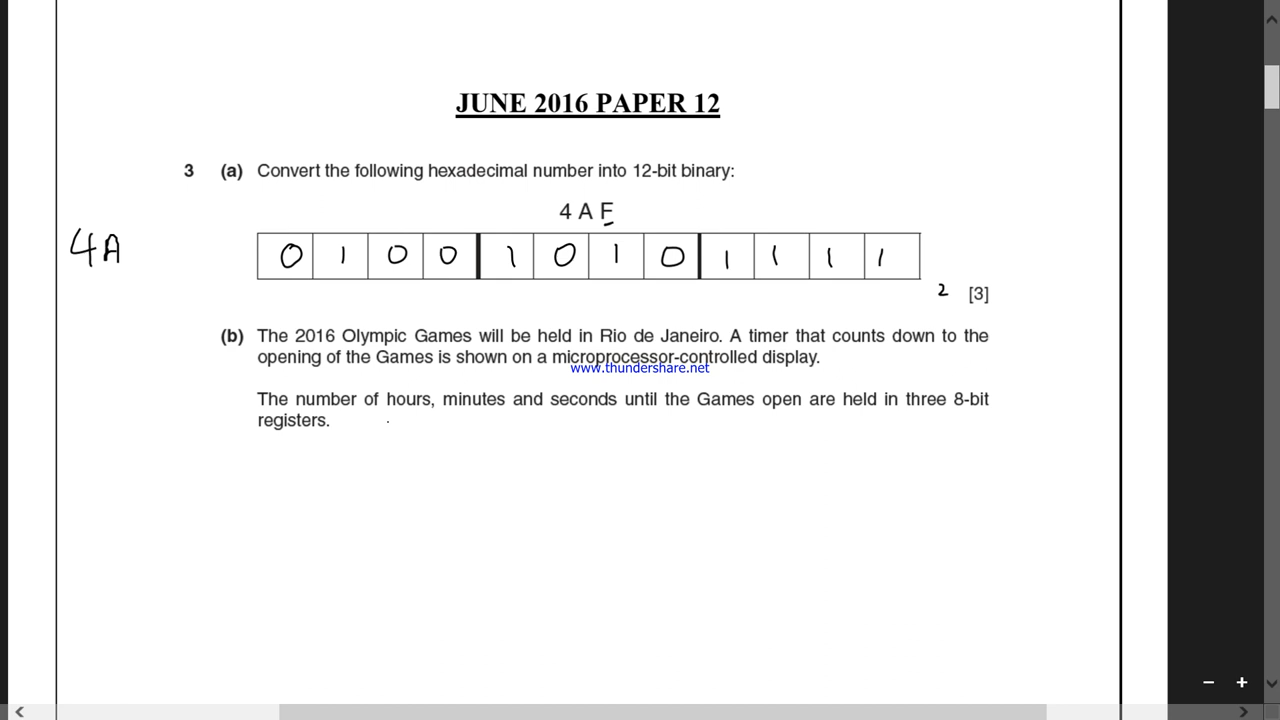 JUNE 2016 PAPER 12
3 (a) Convert the following hexadecimal number into 12-bit binary:
4 A F
4A
0 1 0 0 1 0 1 0 1 1 1 1
2 [3]
(b) The 2016 Olympic Games will be held in Rio de Janeiro. A timer that counts down to the
opening of the Games is shown on a microprocessor-controlled display.
www.thundershare.net
The number of hours, minutes and seconds until the Games open are held in three 8-bit
registers.